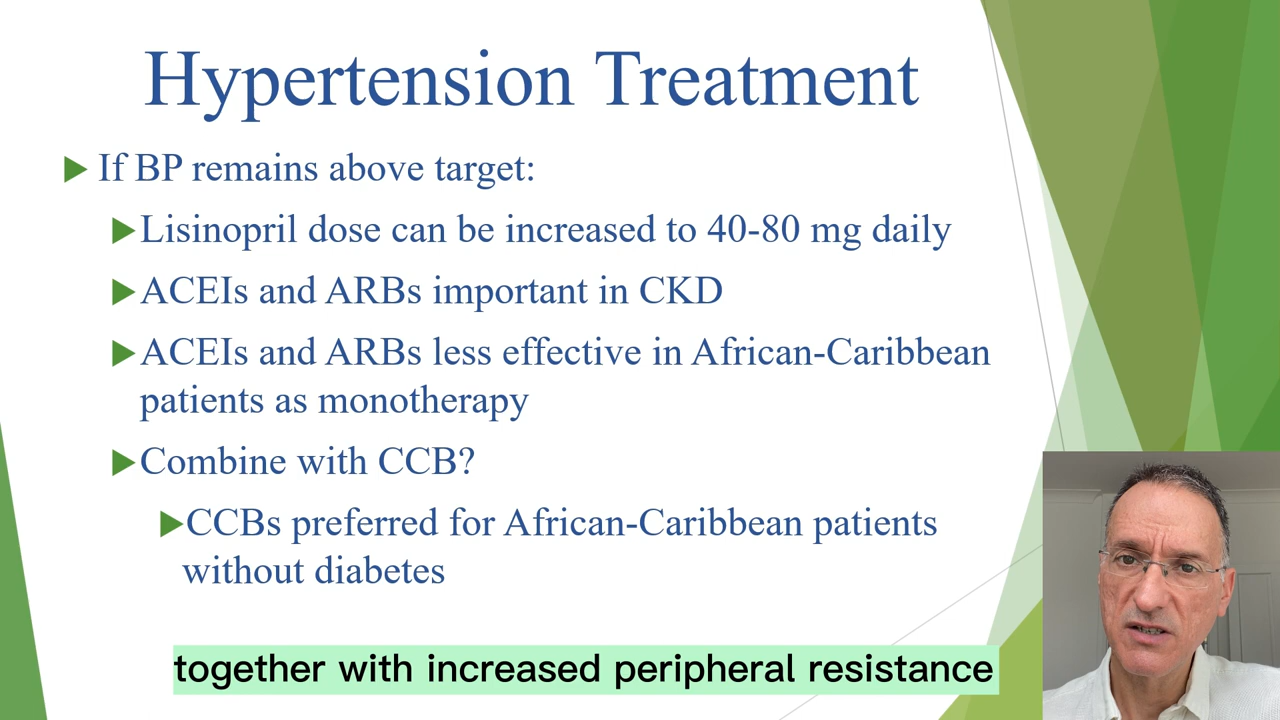 Hypertension Treatment
If BP remains above target:
Lisinopril dose can be increased to 40-80 mg daily
ACEIs and ARBs important in CKD
ACEIs and ARBs less effective in African-Caribbean
patients as monotherapy
Combine with CCB?
CCBs preferred for African-Caribbean patients
without diabetes
together with increased peripheral resistance